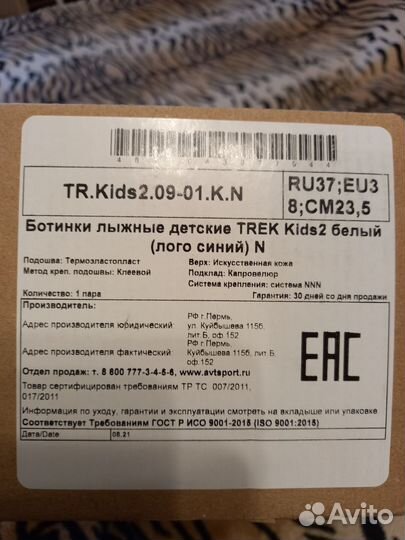 TR.Kids2.09-01.K.N
RU37;EU3
8;CM23,5
Ботинки лыжные детские TREK Kids2 белый
(лого синий) N
Подошва: Термоэластопласт
Верх: Искусственная кожа
Метод креп. подошвы: Клеевой
Подклад: Капровелюр
Система крепления: система NNN
Количество: 1 пара
Гарантия: 30 дней со дня продажи
Производитель:
Адрес производителя юридический
РФ г.Пермь,
ул. Куйбышева 115б,
лит Б, оф.152
Адрес производителя фактический
РФ г.Пермь,
Куйбышева 115б,
лит.Б, оф.152
EAC
Отдел продаж: т. 8 800 777-3-4-5-6, www.avtsport.ru
Товар сертифицирован требованиям ТР ТС 007/2011,
017/2011
Информация по уходу, гарантии и эксплуатации смотреть на вкладыше или упаковке
Соответствует Требованиям ГОСТ Р ИСО 9001-2015 (ISO 9001:2015)
Дата/Date
08.21
Avito